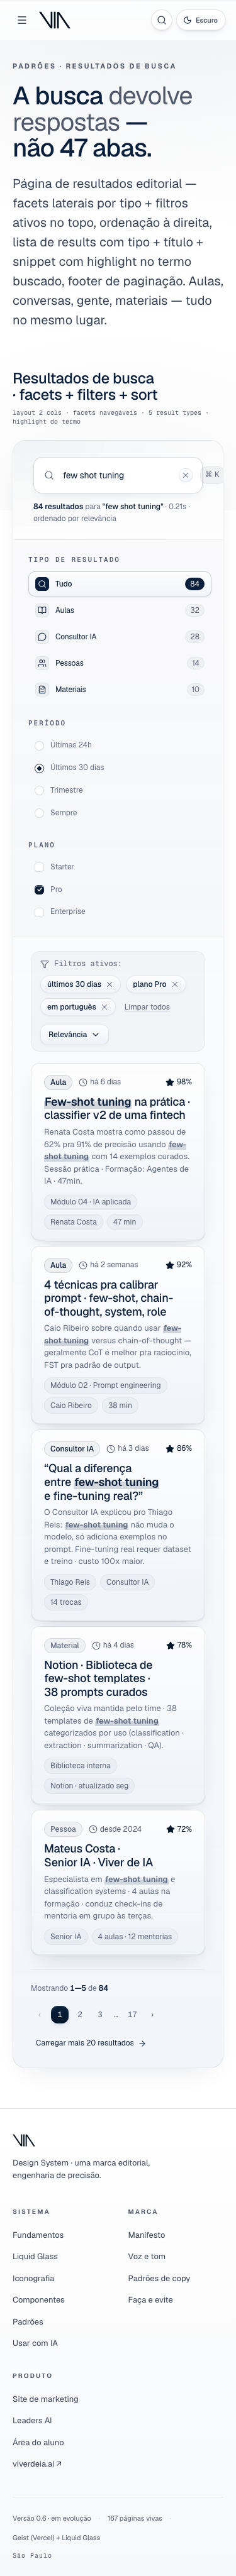 VIA
Escuro
PADRÕES · RESULTADOS DE BUSCA
A busca devolve
respostas —
não 47 abas.
Página de resultados editorial —
facets laterais por tipo + filtros
ativos no topo, ordenação à direita,
lista de results com tipo + título +
snippet com highlight no termo
buscado, footer de paginação. Aulas,
conversas, gente, materiais — tudo
no mesmo lugar.
Resultados de busca
· facets + filters + sort
layout 2 cols · facets navegáveis · 5 result types ·
highlight do termo
few shot tuning
⌘ K
84 resultados para "few shot tuning" · 0.21s ·
ordenado por relevância
TIPO DE RESULTADO
Tudo 84
Aulas 32
Consultor IA 28
Pessoas 14
Materiais 10
PERÍODO
Últimas 24h
Últimos 30 dias
Trimestre
Sempre
PLANO
Starter
Pro
Enterprise
Filtros ativos:
últimos 30 dias × plano Pro ×
em português × Limpar todos
Relevância
Aula há 6 dias ★ 98%
Few-shot tuning na prática ·
classifier v2 de uma fintech
Renata Costa mostra como passou de
62% pra 91% de precisão usando few-
shot tuning com 14 exemplos curados.
Sessão prática · Formação: Agentes de
IA · 47min.
Módulo 04 · IA aplicada
Renata Costa 47 min
Aula há 2 semanas ★ 92%
4 técnicas pra calibrar
prompt · few-shot, chain-
of-thought, system, role
Caio Ribeiro sobre quando usar few-
shot tuning versus chain-of-thought —
geralmente CoT é melhor pra raciocínio,
FST pra padrão de output.
Módulo 02 · Prompt engineering
Caio Ribeiro 38 min
Consultor IA há 3 dias ★ 86%
“Qual a diferença
entre few-shot tuning
e fine-tuning real?”
O Consultor IA explicou pro Thiago
Reis: few-shot tuning não muda o
modelo, só adiciona exemplos no
prompt. Fine-tuning real requer dataset
e treino · custo 100x maior.
Thiago Reis Consultor IA
14 trocas
Material há 4 dias ★ 78%
Notion · Biblioteca de
few-shot templates ·
38 prompts curados
Coleção viva mantida pelo time · 38
templates de few-shot tuning
categorizados por uso (classification ·
extraction · summarization · QA).
Biblioteca interna
Notion · atualizado seg
Pessoa desde 2024 ★ 72%
Mateus Costa ·
Senior IA · Viver de IA
Especialista em few-shot tuning e
classification systems · 4 aulas na
formação · conduz check-ins de
mentoria em grupo às terças.
Senior IA 4 aulas · 12 mentorias
Mostrando 1—5 de 84
‹ 1 2 3 … 17 ›
Carregar mais 20 resultados →
VIA
Design System · uma marca editorial,
engenharia de precisão.
SISTEMA MARCA
Fundamentos Manifesto
Liquid Glass Voz e tom
Iconografia Padrões de copy
Componentes Faça e evite
Padrões
Usar com IA
PRODUTO
Site de marketing
Leaders AI
Área do aluno
viverdeia.ai ↗
Versão 0.6 · em evolução 167 páginas vivas
Geist (Vercel) + Liquid Glass
São Paulo